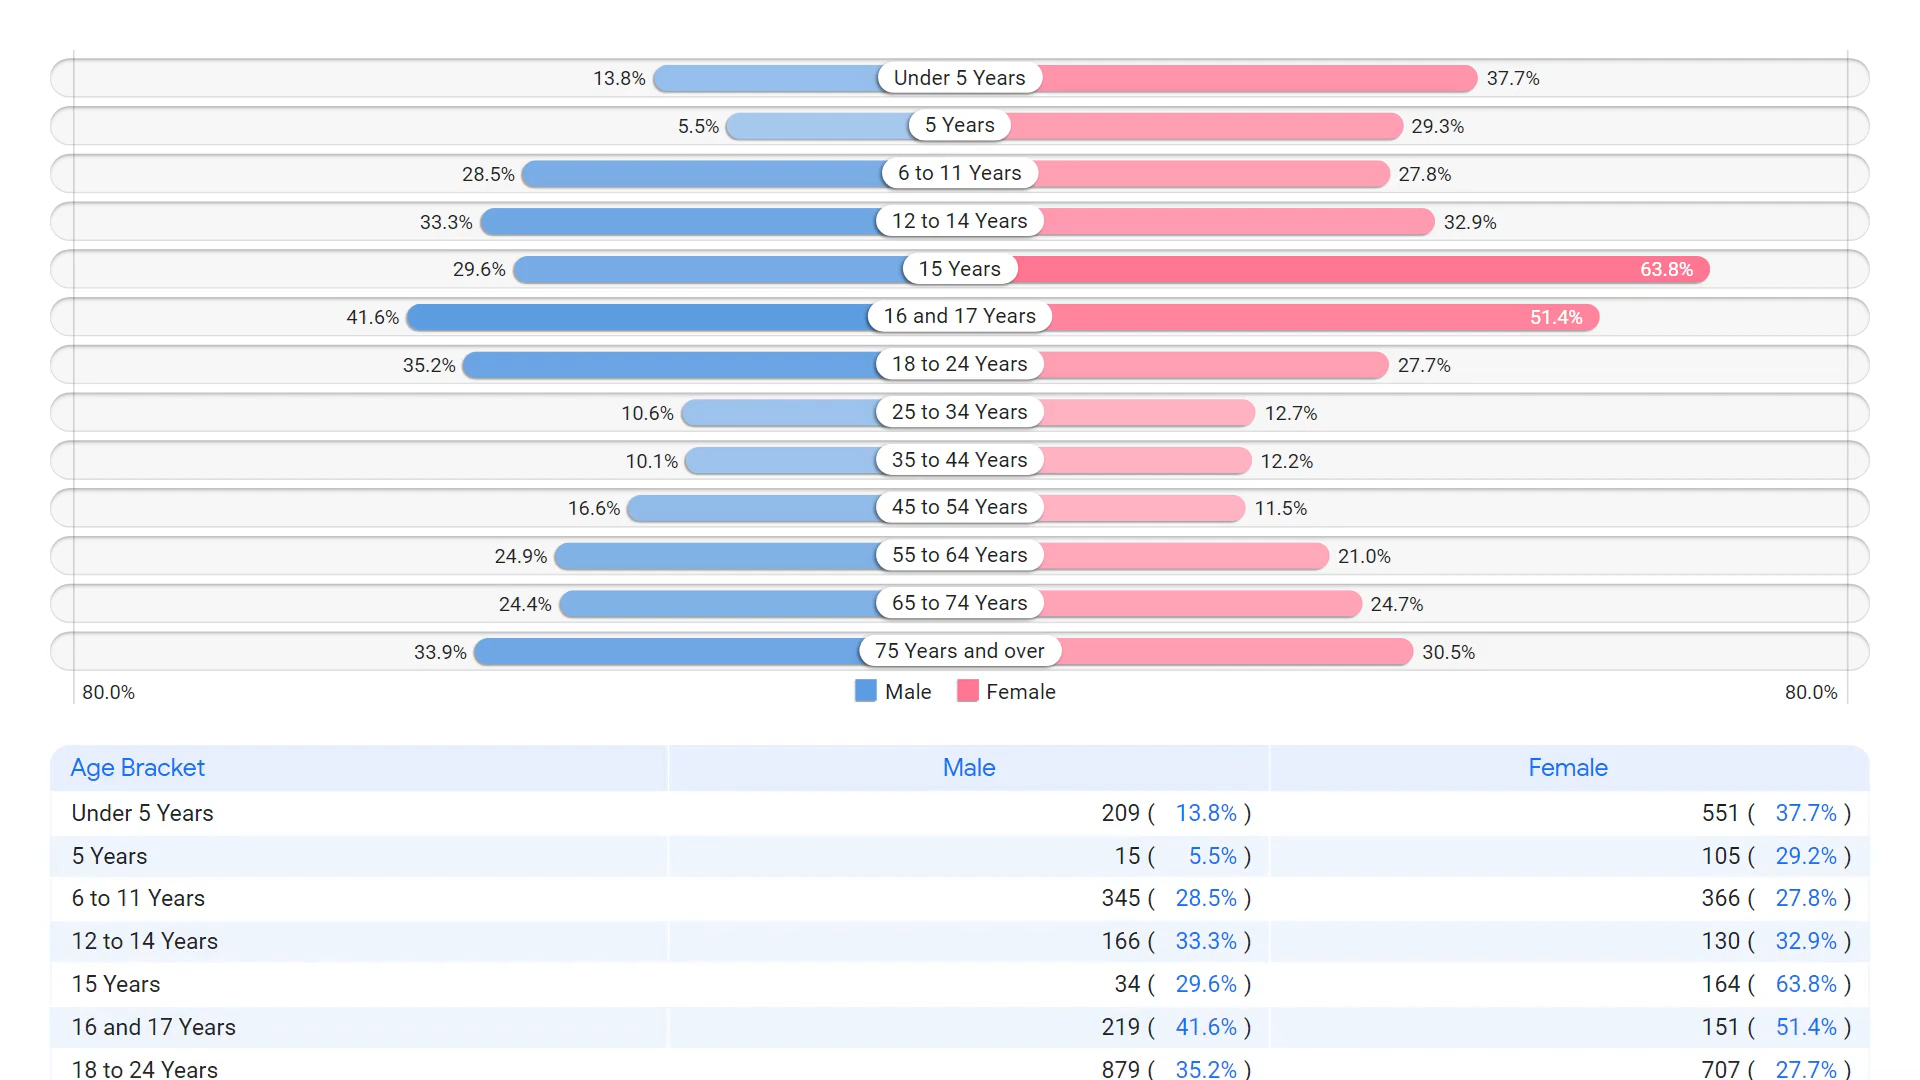 13.8% Under 5 Years 37.7%
5.5% 5 Years 29.3%
28.5% 6 to 11 Years 27.8%
33.3% 12 to 14 Years 32.9%
29.6% 15 Years 63.8%
41.6% 16 and 17 Years 51.4%
35.2% 18 to 24 Years 27.7%
10.6% 25 to 34 Years 12.7%
10.1% 35 to 44 Years 12.2%
16.6% 45 to 54 Years 11.5%
24.9% 55 to 64 Years 21.0%
24.4% 65 to 74 Years 24.7%
33.9% 75 Years and over 30.5%
80.0% Male Female 80.0%
Age Bracket Male Female
Under 5 Years 209 ( 13.8% ) 551 ( 37.7% )
5 Years 15 ( 5.5% ) 105 ( 29.2% )
6 to 11 Years 345 ( 28.5% ) 366 ( 27.8% )
12 to 14 Years 166 ( 33.3% ) 130 ( 32.9% )
15 Years 34 ( 29.6% ) 164 ( 63.8% )
16 and 17 Years 219 ( 41.6% ) 151 ( 51.4% )
18 to 24 Years 879 ( 35.2% ) 707 ( 27.7% )